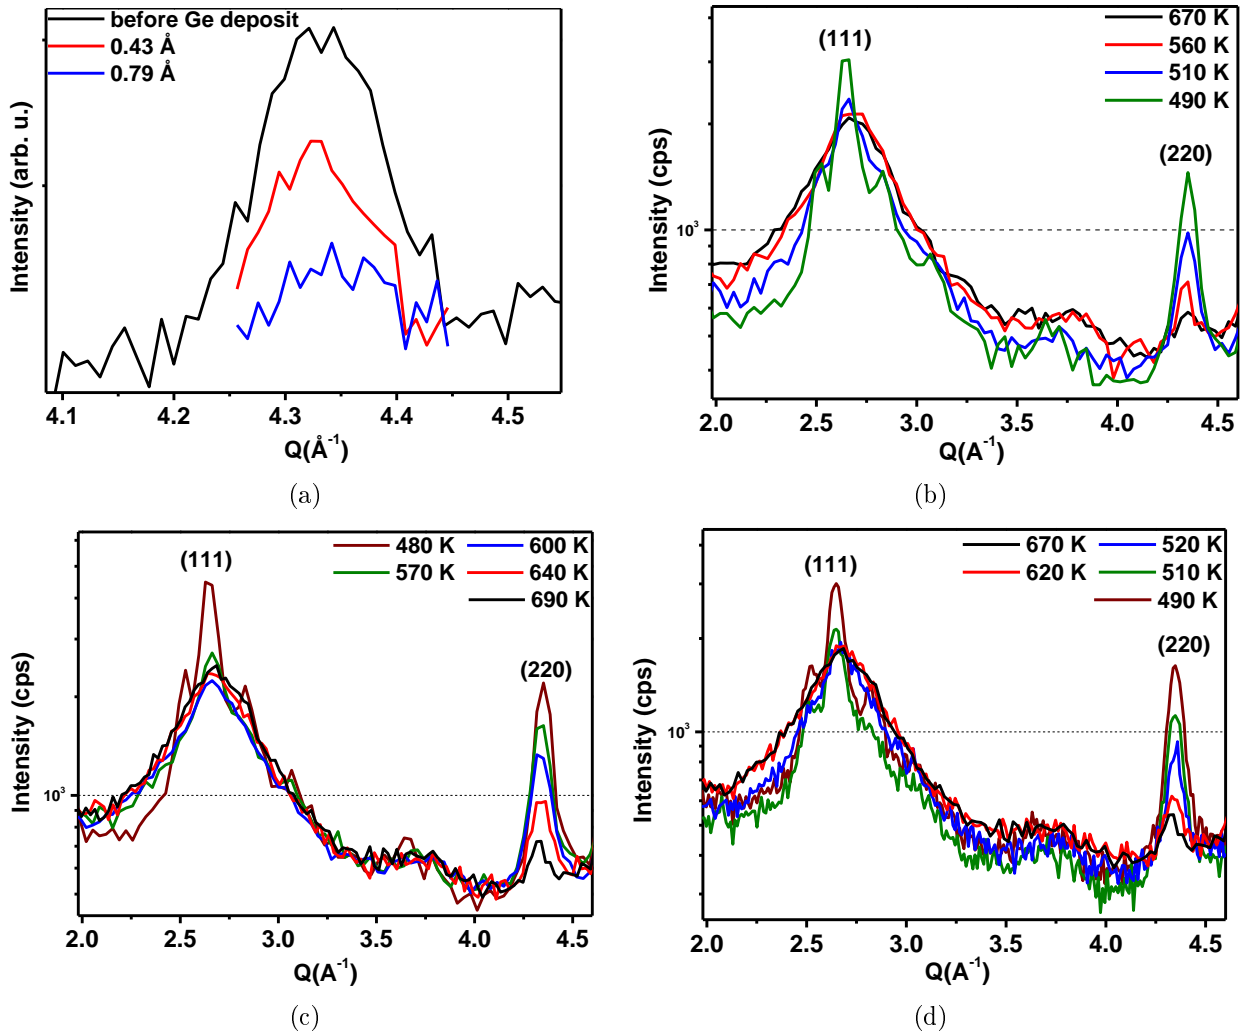 before Ge deposit
0.43 Å
0.79 Å
Intensity (arb. u.)
4.1 4.2 4.3 4.4 4.5
Q(Å⁻¹)
(a)
670 K
560 K
510 K
490 K
(111)
(220)
Intensity (cps)
10³
2.0 2.5 3.0 3.5 4.0 4.5
Q(A⁻¹)
(b)
480 K 600 K
570 K 640 K
690 K
(111)
(220)
Intensity (cps)
10³
2.0 2.5 3.0 3.5 4.0 4.5
Q(A⁻¹)
(c)
670 K 520 K
620 K 510 K
490 K
(111)
(220)
Intensity (cps)
10³
2.0 2.5 3.0 3.5 4.0 4.5
Q(A⁻¹)
(d)